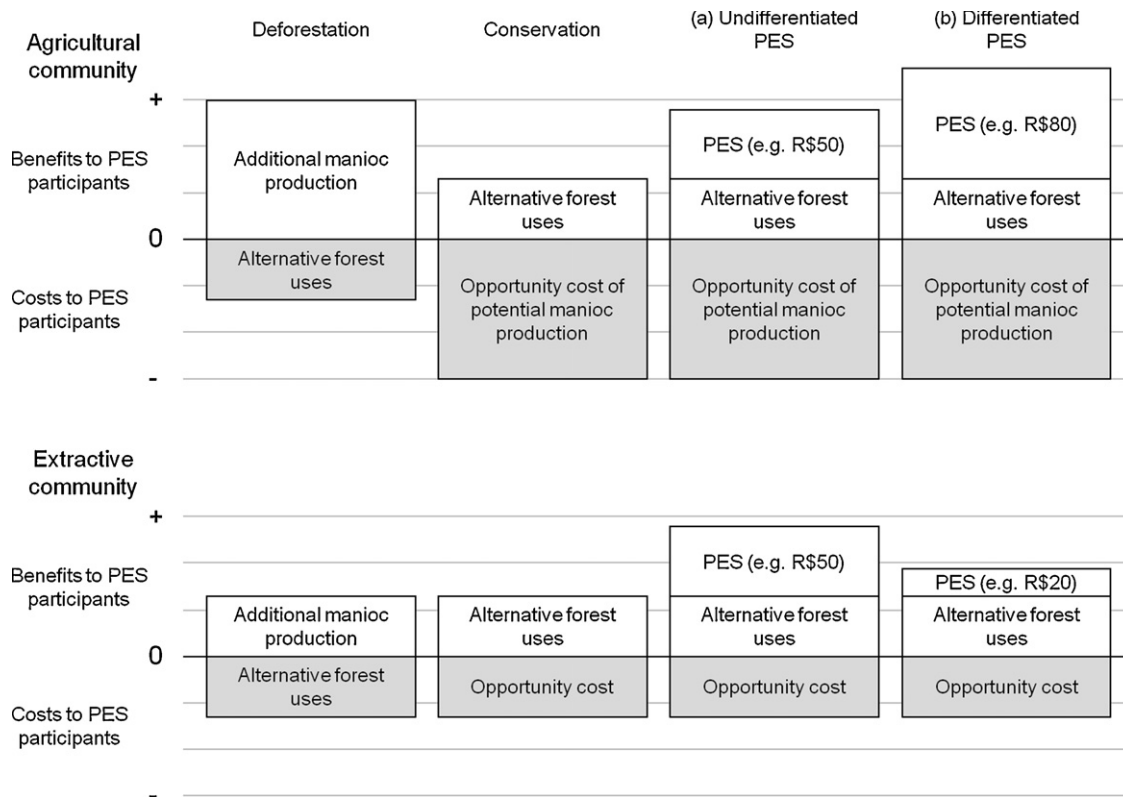 Deforestation
Conservation
(a) Undifferentiated
PES
(b) Differentiated
PES
Agricultural
community
+
Benefits to PES
participants
0
Costs to PES
participants
-
Additional manioc
production
Alternative forest
uses
Alternative forest
uses
Opportunity cost of
potential manioc
production
PES (e.g. R$50)
Alternative forest
uses
Opportunity cost of
potential manioc
production
PES (e.g. R$80)
Alternative forest
uses
Opportunity cost of
potential manioc
production
Extractive
community
+
Benefits to PES
participants
0
Costs to PES
participants
-
Additional manioc
production
Alternative forest
uses
Alternative forest
uses
Opportunity cost
PES (e.g. R$50)
Alternative forest
uses
Opportunity cost
PES (e.g. R$20)
Alternative forest
uses
Opportunity cost